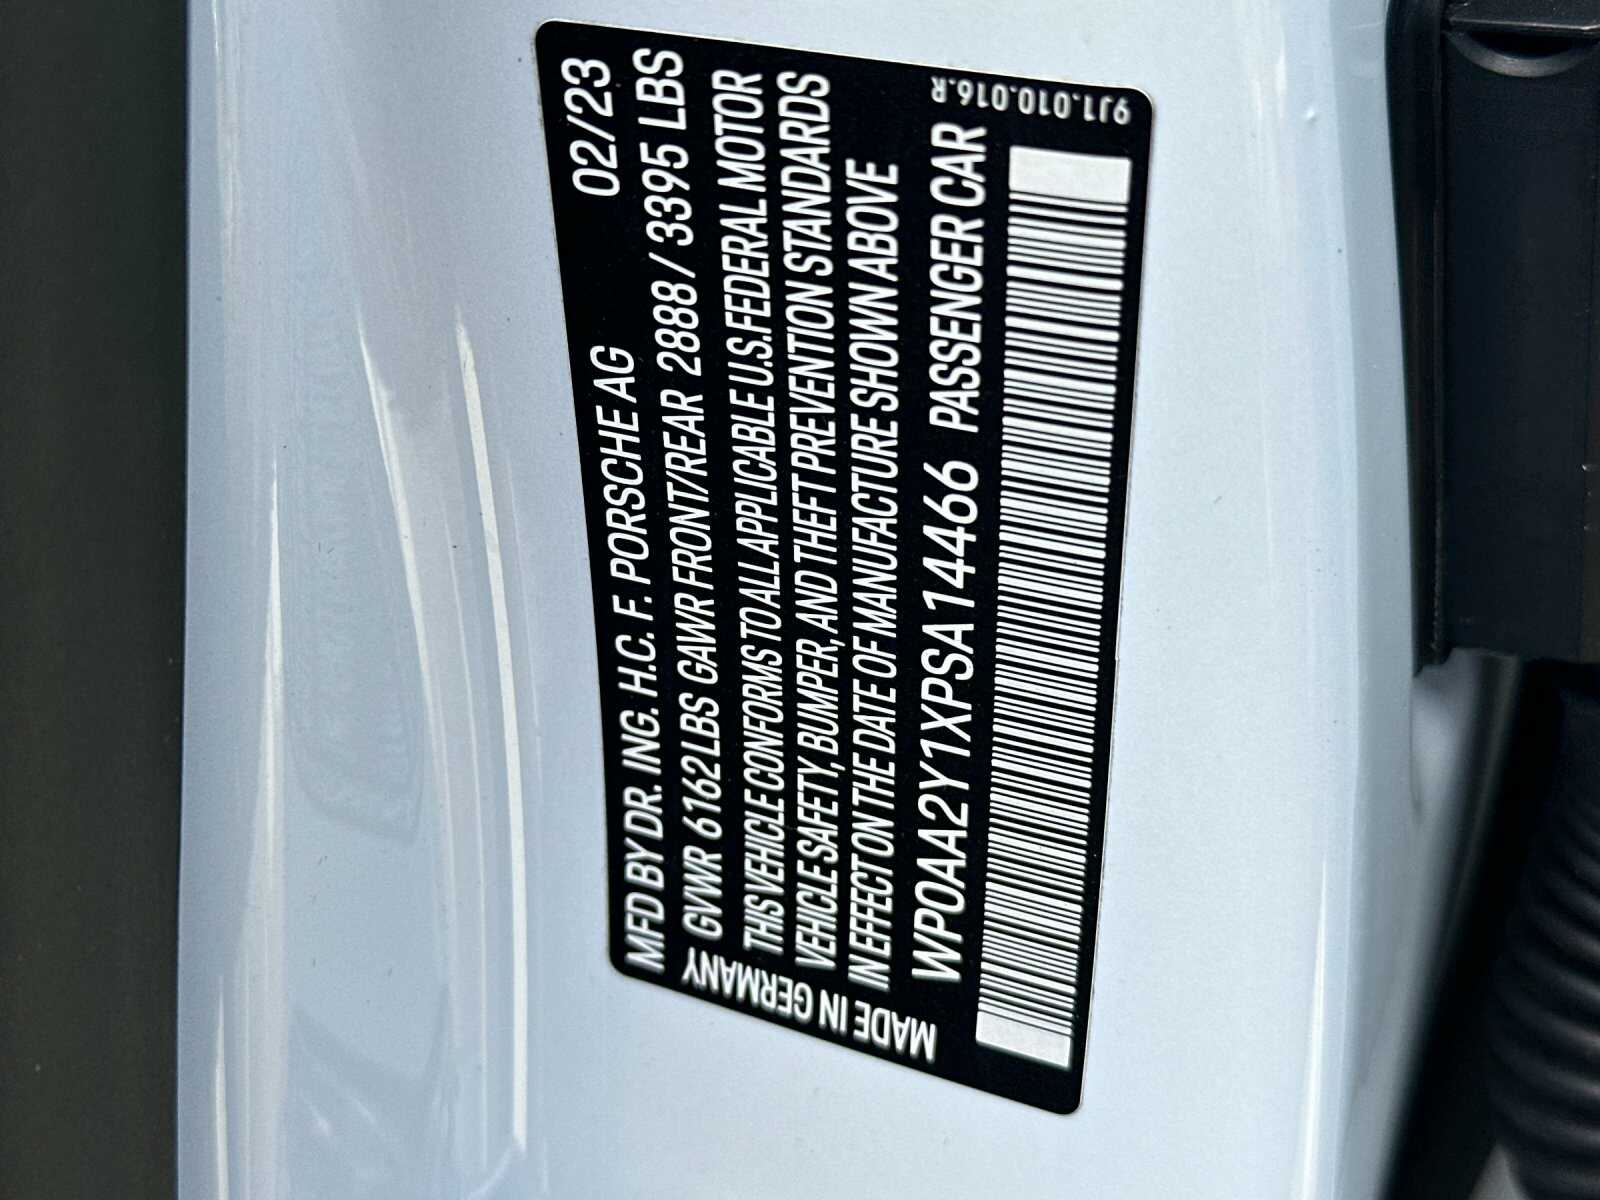 MFD BY DR. ING. H.C. F. PORSCHE AG 02/23
GVWR 6162 LBS GAWR FRONT/REAR 2888 / 3395 LBS
THIS VEHICLE CONFORMS TO ALL APPLICABLE U.S. FEDERAL MOTOR
VEHICLE SAFETY, BUMPER, AND THEFT PREVENTION STANDARDS
IN EFFECT ON THE DATE OF MANUFACTURE SHOWN ABOVE
WP0AA2Y1XPSA14466 PASSENGER CAR
MADE IN GERMANY
9J1.010.016.R